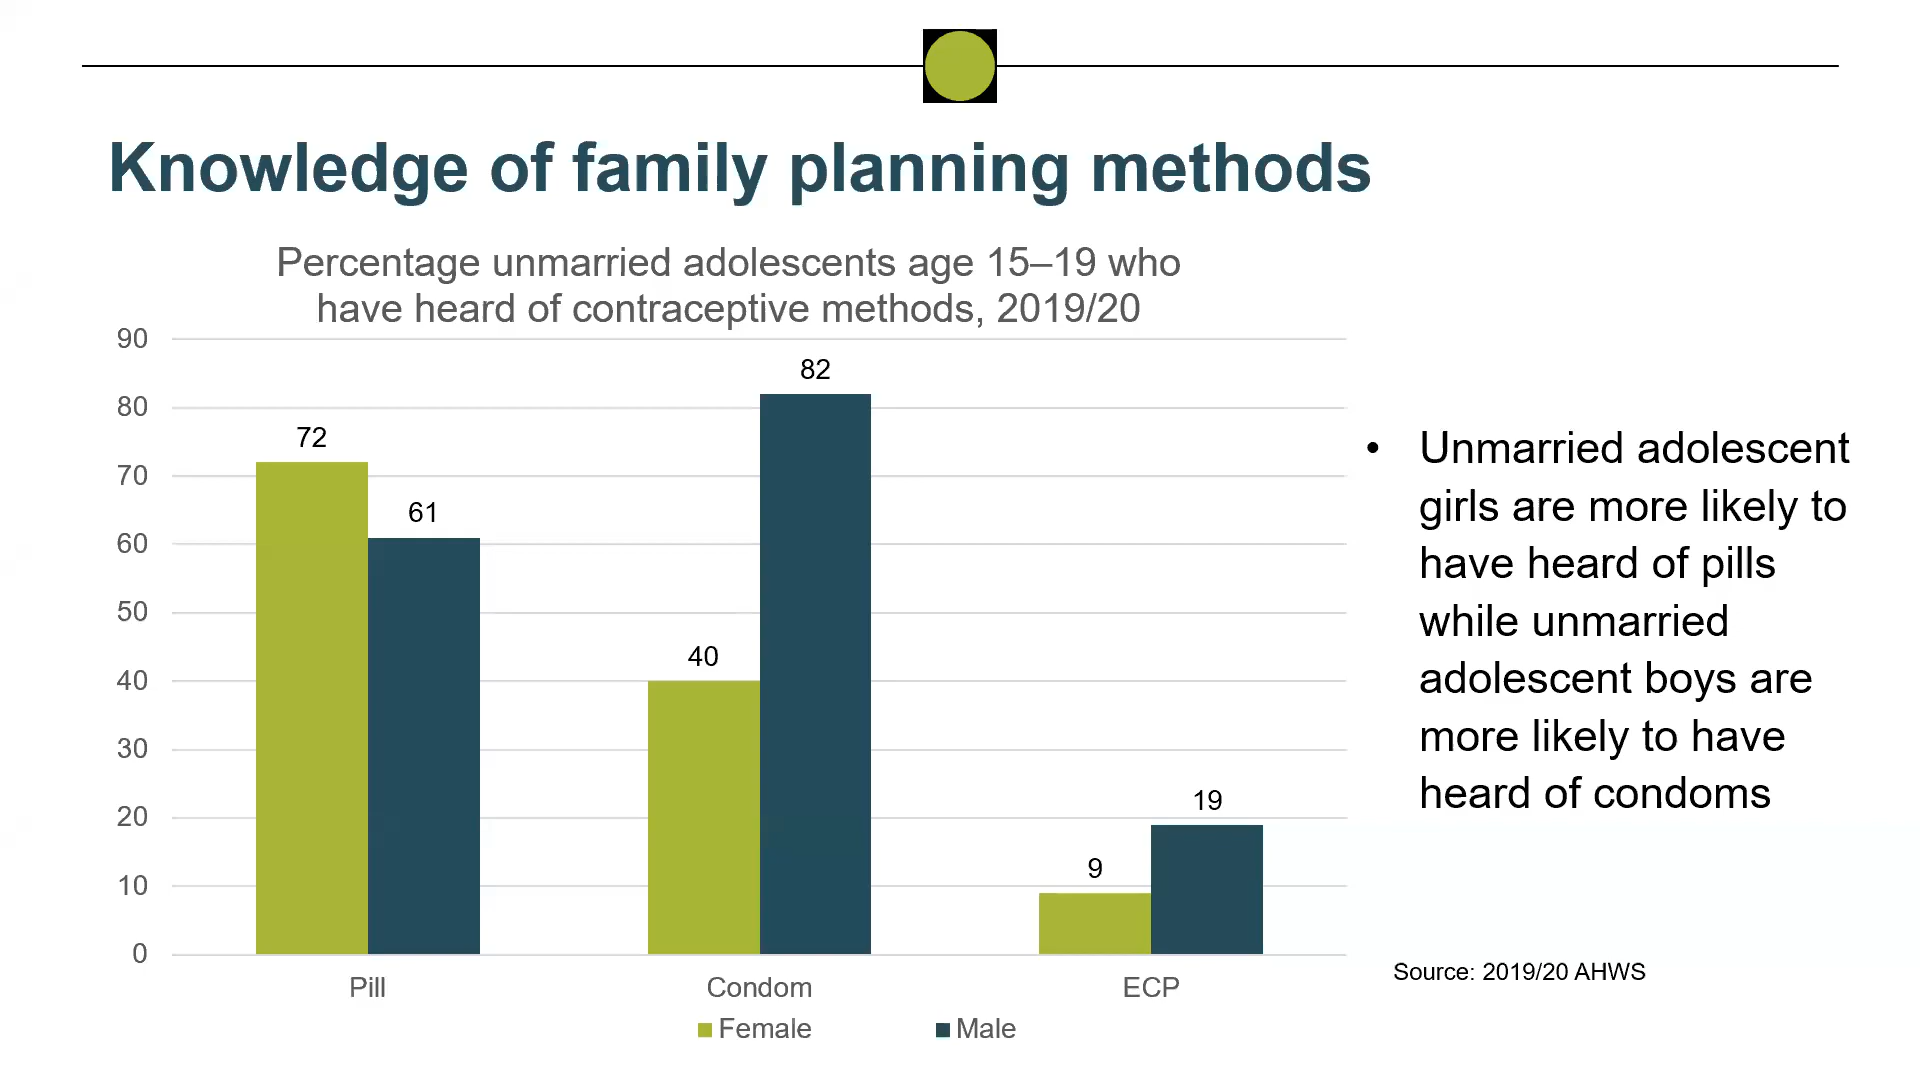 Knowledge of family planning methods
Percentage unmarried adolescents age 15–19 who
have heard of contraceptive methods, 2019/20
90
80
70
60
50
40
30
20
10
0
72
61
40
82
9
19
Pill
Condom
ECP
Female
Male
• Unmarried adolescent
girls are more likely to
have heard of pills
while unmarried
adolescent boys are
more likely to have
heard of condoms
Source: 2019/20 AHWS